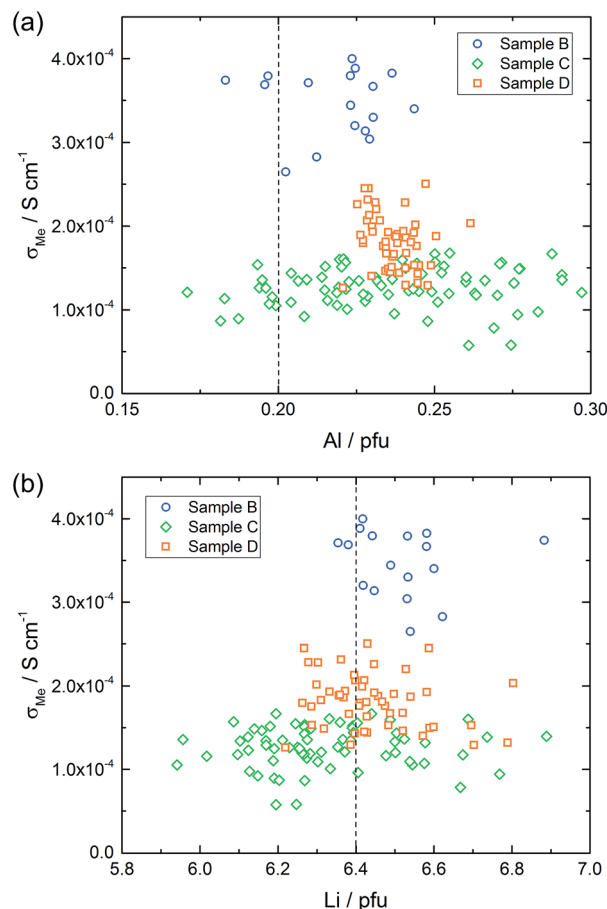 (a)
σMe / S cm⁻¹
4.0x10⁻⁴
3.0x10⁻⁴
2.0x10⁻⁴
1.0x10⁻⁴
0.0
Sample B
Sample C
Sample D
0.15 0.20 0.25 0.30
Al / pfu
(b)
σMe / S cm⁻¹
4.0x10⁻⁴
3.0x10⁻⁴
2.0x10⁻⁴
1.0x10⁻⁴
0.0
Sample B
Sample C
Sample D
5.8 6.0 6.2 6.4 6.6 6.8 7.0
Li / pfu